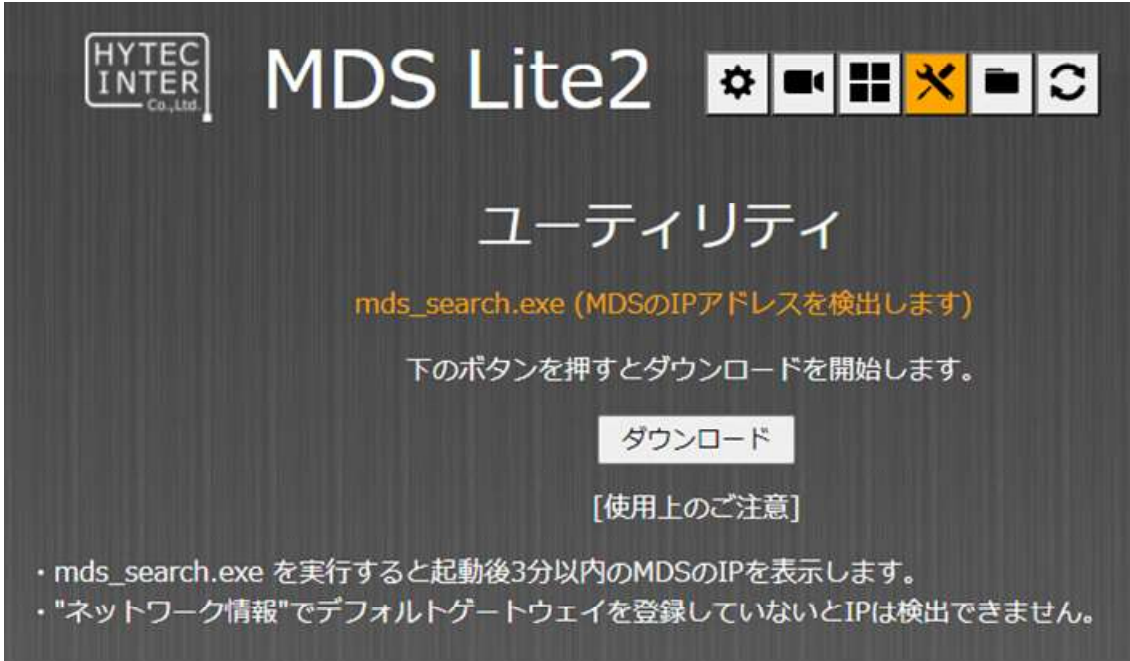 HYTEC
INTER
Co.,Ltd.
MDS Lite2
ユーティリティ
mds_search.exe (MDSのIPアドレスを検出します)
下のボタンを押すとダウンロードを開始します。
ダウンロード
[使用上のご注意]
・mds_search.exe を実行すると起動後3分以内のMDSのIPを表示します。
・"ネットワーク情報"でデフォルトゲートウェイを登録していないとIPは検出できません。